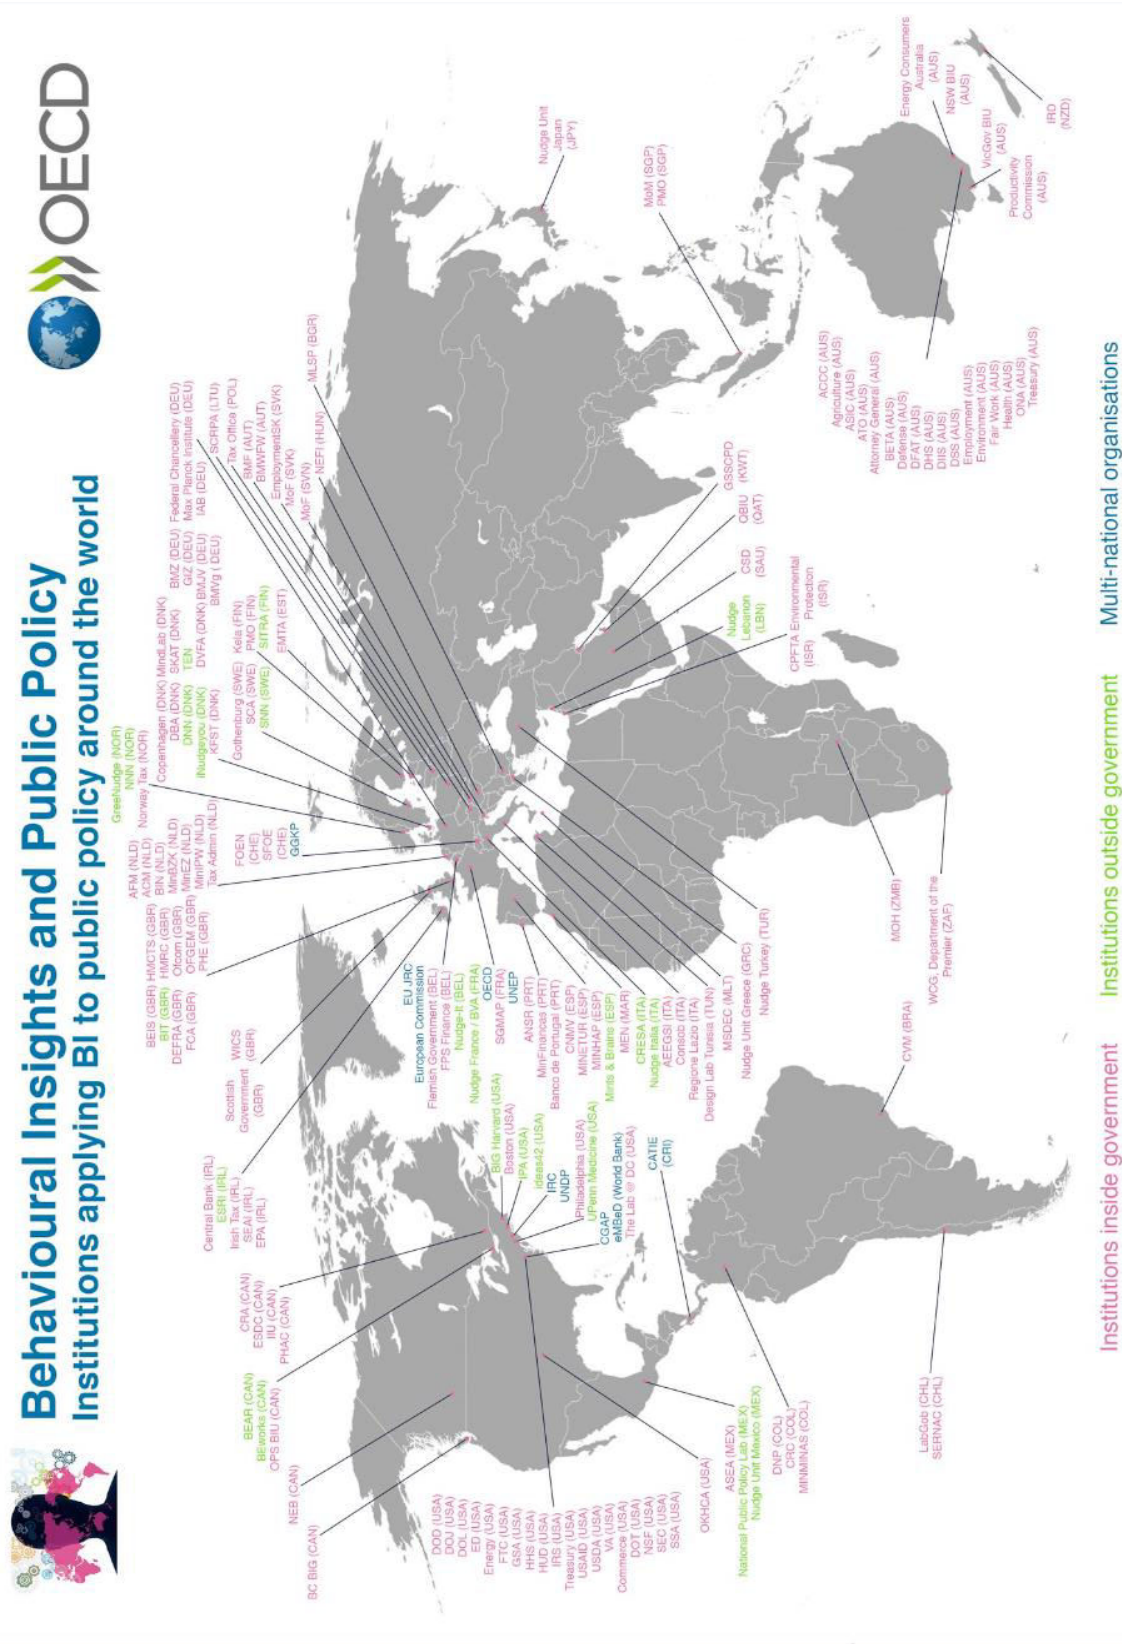 Behavioural Insights and Public Policy
Institutions applying BI to public policy around the world
OECD
BC BIG (CAN)
NEB (CAN)
BEAR (CAN)
BEworks (CAN)
OPS BIU (CAN)
CRA (CAN)
ESDC (CAN)
IIU (CAN)
PHAC (CAN)
Central Bank (IRL)
ESRI (IRL)
Irish Tax (IRL)
SEAI (IRL)
EPA (IRL)
Scottish
Government
(GBR)
WICS
(GBR)
BEIS (GBR) HMCTS (GBR)
BIT (GBR) HMRC (GBR)
DEFRA (GBR) Ofcom (GBR)
FCA (GBR) OFGEM (GBR)
PHE (GBR)
AFM (NLD)
ACM (NLD)
BIN (NLD)
MinBZK (NLD)
MinEZ (NLD)
MinIPW (NLD)
Tax Admin (NLD)
FOEN
(CHE)
SFOE
(CHE)
GGKP
GreeNudge (NOR)
NNN (NOR)
Norway Tax (NOR)
Copenhagen (DNK) MindLab (DNK)
DBA (DNK) SKAT (DNK)
DNN (DNK) TEN
iNudgeyou (DNK) DVFA (DNK)
KFST (DNK)
Gothenburg (SWE)
SCA (SWE)
SNN (SWE)
Kela (FIN)
PMO (FIN)
SITRA (FIN)
EMTA (EST)
BMZ (DEU) Federal Chancellery (DEU)
GIZ (DEU) Max Planck Institute (DEU)
BMJV (DEU) IAB (DEU)
BMVg ( DEU)
SCRPA (LTU)
Tax Office (POL)
BMF (AUT)
BMWFW (AUT)
EmploymentSK (SVK)
MoF (SVK)
MoF (SVN)
NEFI (HUN)
MLSP (BGR)
Nudge Unit
Japan
(JPY)
MoM (SGP)
PMO (SGP)
Energy Consumers
Australia
(AUS)
NSW BIU
(AUS)
VicGov BIU
(AUS)
Productivity
Commission
(AUS)
IRD
(NZD)
ACCC (AUS)
Agriculture (AUS)
ASIC (AUS)
ATO (AUS)
Attorney General (AUS)
BETA (AUS)
Defense (AUS)
DFAT (AUS)
DHS (AUS)
DIIS (AUS)
DSS (AUS)
Employment (AUS)
Environment (AUS)
Fair Work (AUS)
Health (AUS)
ONA (AUS)
Treasury (AUS)
GSSCPD
(KWT)
QBIU
(QAT)
CSD
(SAU)
Nudge
Lebanon
(LBN)
CPFTA Environmental
(ISR) Protection
(ISR)
MOH (ZMB)
WCG, Department of the
Premier (ZAF)
EU JRC
European Commission
Flemish Government (BEL)
FPS Finance (BEL)
Nudge-It (BEL)
Nudge France / BVA (FRA)
OECD
SGMAP (FRA)
UNEP
ANSR (PRT)
MinFinancas (PRT)
Banco de Portugal (PRT)
CNMV (ESP)
MINETUR (ESP)
MINHAP (ESP)
Mints & Brains (ESP)
MEN (MAR)
CRESA (ITA)
Nudge Italia (ITA)
AEEGSI (ITA)
Consob (ITA)
Regione Lazio (ITA)
Design Lab Tunisia (TUN)
MSDEC (MLT)
Nudge Unit Greece (GRC)
Nudge Turkey (TUR)
BIG Harvard (USA)
Boston (USA)
IPA (USA)
ideas42 (USA)
IRC
UNDP
Philadelphia (USA)
UPenn Medicine (USA)
CGAP
eMBeD (World Bank)
The Lab @ DC (USA)
CATIE
(CRI)
DOD (USA)
DOJ (USA)
DOL (USA)
ED (USA)
Energy (USA)
FTC (USA)
GSA (USA)
HHS (USA)
HUD (USA)
IRS (USA)
Treasury (USA)
USAID (USA)
USDA (USA)
VA (USA)
Commerce (USA)
DOT (USA)
NSF (USA)
SEC (USA)
SSA (USA)
OKHCA (USA)
ASEA (MEX)
National Public Policy Lab (MEX)
Nudge Unit Mexico (MEX)
DNP (COL)
CRC (COL)
MINMINAS (COL)
CVM (BRA)
LabGob (CHL)
SERNAC (CHL)
Institutions inside government
Institutions outside government
Multi-national organisations